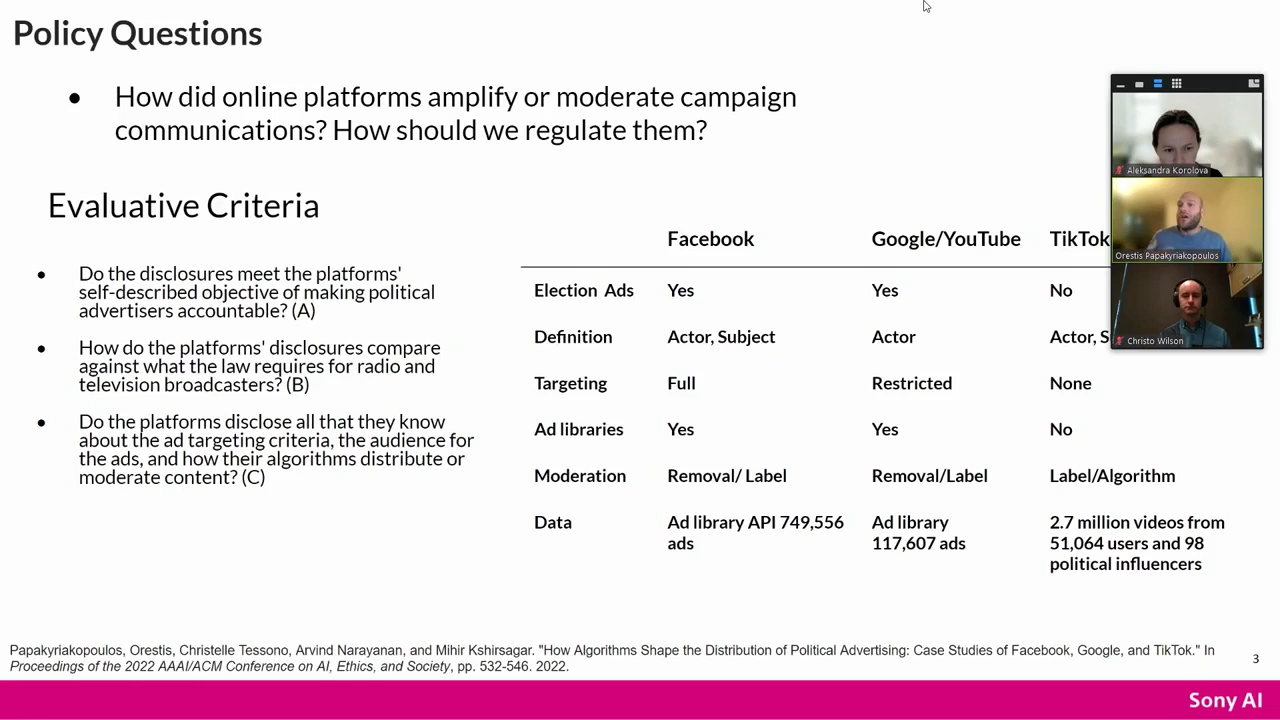 Policy Questions
• How did online platforms amplify or moderate campaign
communications? How should we regulate them?
Evaluative Criteria
• Do the disclosures meet the platforms'
self-described objective of making political
advertisers accountable? (A)
• How do the platforms' disclosures compare
against what the law requires for radio and
television broadcasters? (B)
• Do the platforms disclose all that they know
about the ad targeting criteria, the audience for
the ads, and how their algorithms distribute or
moderate content? (C)
Facebook Google/YouTube TikTok
Election Ads Yes Yes No
Definition Actor, Subject Actor Actor, S
Targeting Full Restricted None
Ad libraries Yes Yes No
Moderation Removal/ Label Removal/Label Label/Algorithm
Data Ad library API 749,556 Ad library 2.7 million videos from
ads 117,607 ads 51,064 users and 98
political influencers
Aleksandra Korolova
Orestis Papakyriakopoulos
Christo Wilson
Papakyriakopoulos, Orestis, Christelle Tessono, Arvind Narayanan, and Mihir Kshirsagar. "How Algorithms Shape the Distribution of Political Advertising: Case Studies of Facebook, Google, and TikTok." In
Proceedings of the 2022 AAAI/ACM Conference on AI, Ethics, and Society, pp. 532-546. 2022.
3
Sony AI